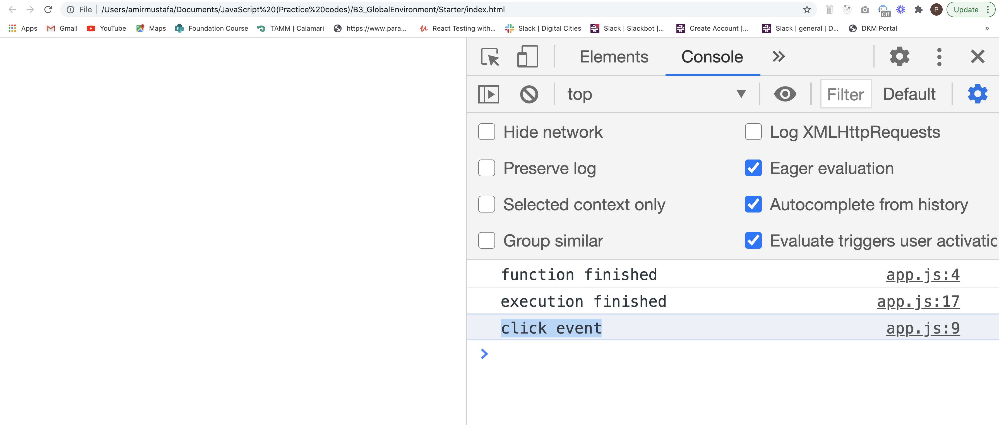 File /Users/amirmustafa/Documents/JavaScript%20(Practice%20codes)/B3_GlobalEnvironment/Starter/index.html Off P Update
Apps Gmail YouTube Maps Foundation Course TAMM | Calamari https://www.para... React Testing with... Slack | Digital Cities Slack | Slackbot |... Create Account |... Slack | general | D... DKM Portal »
Elements Console
top Filter Default
Hide network Log XMLHttpRequests
Preserve log Eager evaluation
Selected context only Autocomplete from history
Group similar Evaluate triggers user activatic
function finished app.js:4
execution finished app.js:17
click event app.js:9